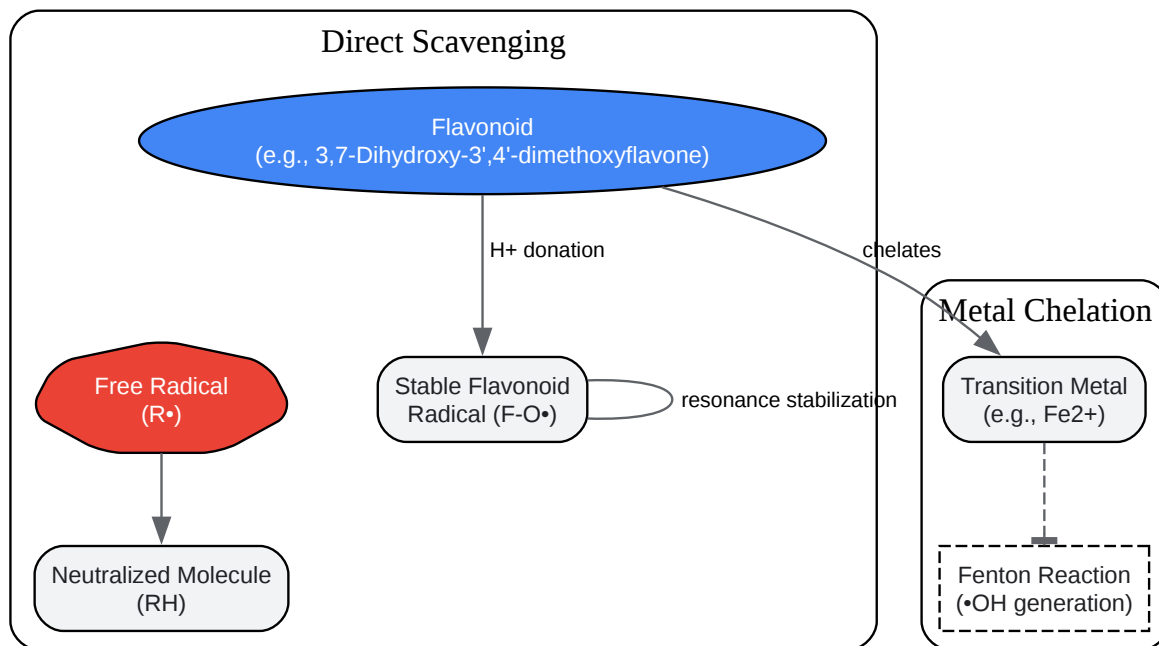 Direct Scavenging
Flavonoid
(e.g., 3,7-Dihydroxy-3',4'-dimethoxyflavone)
H+ donation
chelates
Metal Chelation
Free Radical
(R•)
Stable Flavonoid
Radical (F-O•)
resonance stabilization
Transition Metal
(e.g., Fe2+)
Neutralized Molecule
(RH)
Fenton Reaction
(•OH generation)